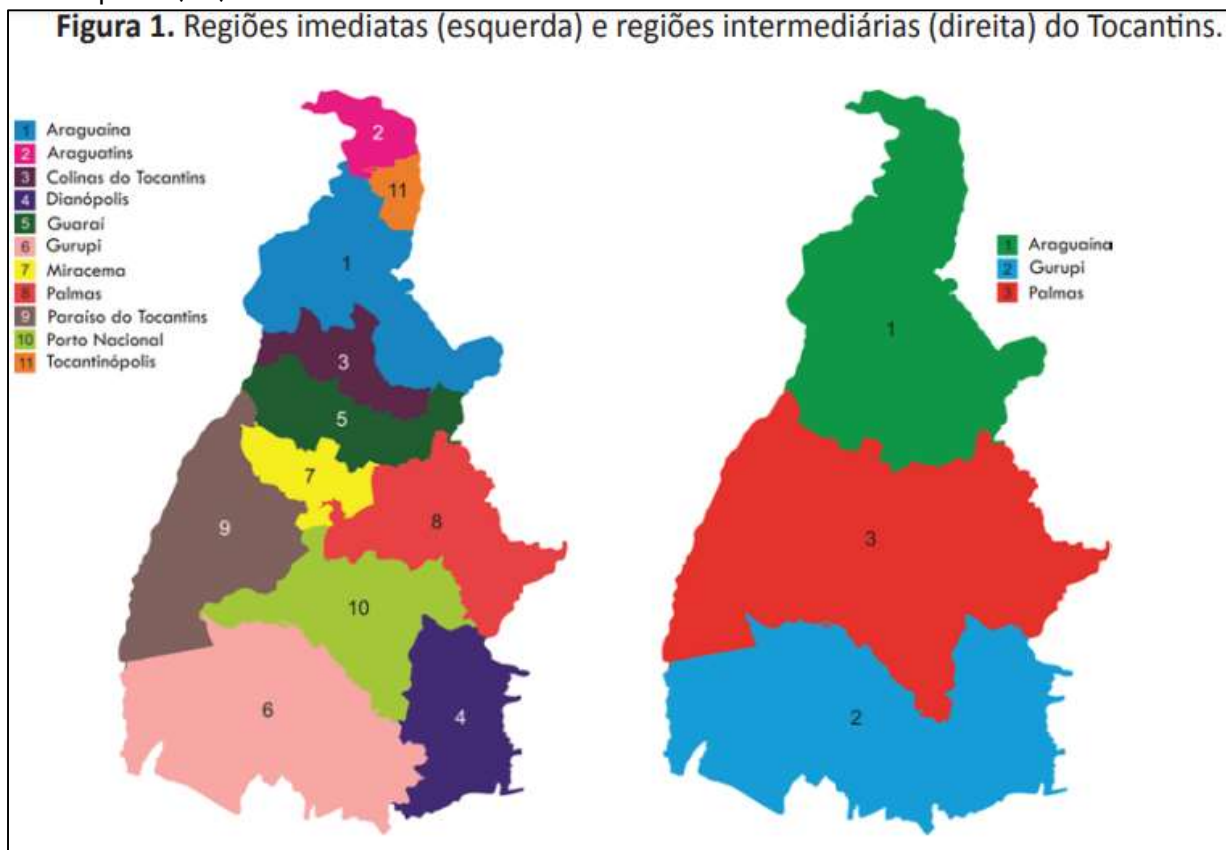 Figura 1. Regiões imediatas (esquerda) e regiões intermediárias (direita) do Tocantins.
1 Araguaína
2 Araguatins
3 Colinas do Tocantins
4 Dianópolis
5 Guaraí
6 Gurupi
7 Miracema
8 Palmas
9 Paraíso do Tocantins
10 Porto Nacional
11 Tocantinópolis
2
11
1
3
5
7
9
8
10
6
4
1 Araguaína
2 Gurupi
3 Palmas
1
3
2